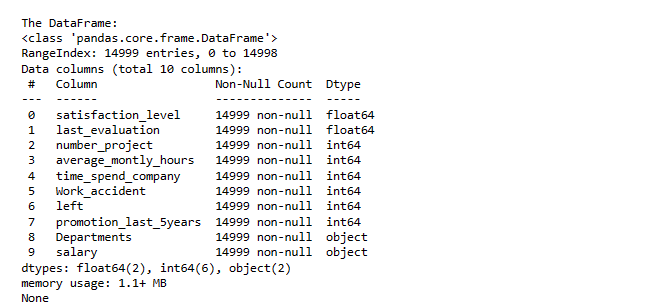 The DataFrame:
<class 'pandas.core.frame.DataFrame'>
RangeIndex: 14999 entries, 0 to 14998
Data columns (total 10 columns):
 #   Column                Non-Null Count  Dtype
---  ------                --------------  -----
 0   satisfaction_level    14999 non-null  float64
 1   last_evaluation       14999 non-null  float64
 2   number_project        14999 non-null  int64
 3   average_montly_hours  14999 non-null  int64
 4   time_spend_company    14999 non-null  int64
 5   Work_accident         14999 non-null  int64
 6   left                  14999 non-null  int64
 7   promotion_last_5years 14999 non-null  int64
 8   Departments           14999 non-null  object
 9   salary                14999 non-null  object
dtypes: float64(2), int64(6), object(2)
memory usage: 1.1+ MB
None